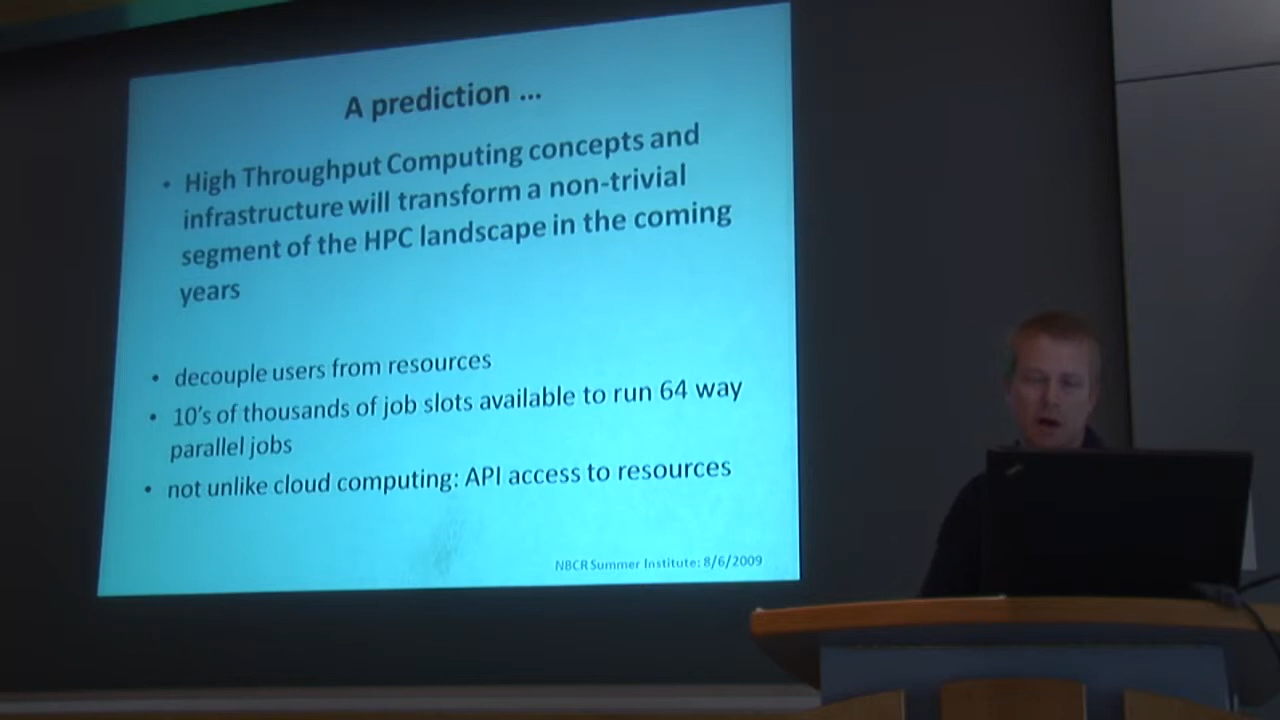 A prediction ...
• High Throughput Computing concepts and
infrastructure will transform a non-trivial
segment of the HPC landscape in the coming
years
• decouple users from resources
• 10's of thousands of job slots available to run 64 way
parallel jobs
• not unlike cloud computing: API access to resources
NBCR Summer Institute: 8/6/2009